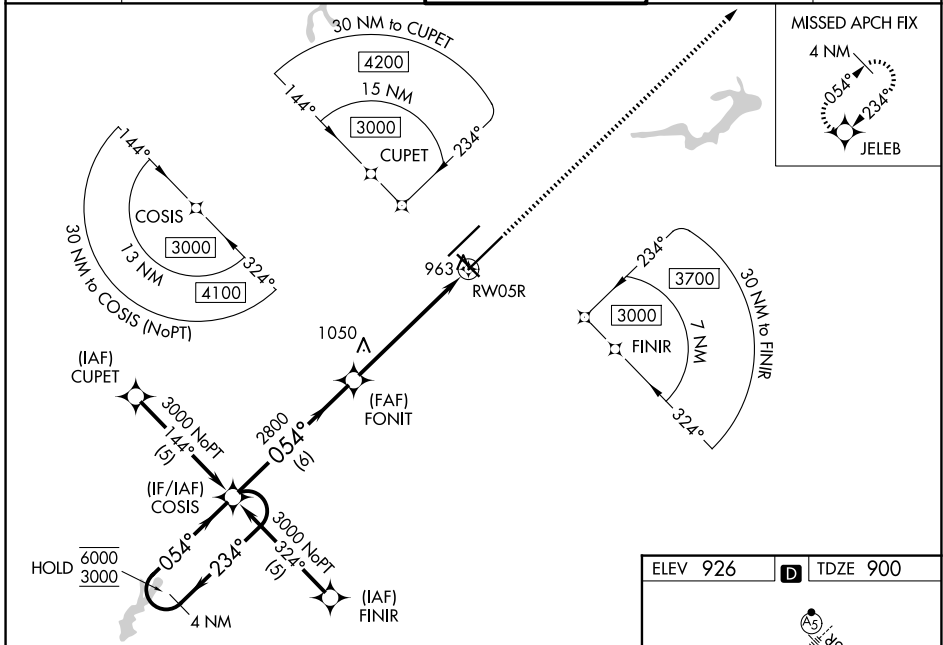 30 NM to CUPET
4200
15 NM
3000
144°
234°
CUPET
MISSED APCH FIX
4 NM
054°
234°
JELEB
144°
COSIS
3000
13 NM
324°
4100
30 NM to COSIS (NoPT)
963
RW05R
234°
3700
3000
7 NM
FINIR
30 NM to FINIR
324°
1050
(FAF)
FONIT
(IAF)
CUPET
3000 NoPT
144°
(5)
2800
054°
(6)
(IF/IAF)
COSIS
3000 NoPT
324°
(5)
054°
234°
HOLD 6000
3000
4 NM
(IAF)
FINIR
ELEV 926
D
TDZE 900
A5